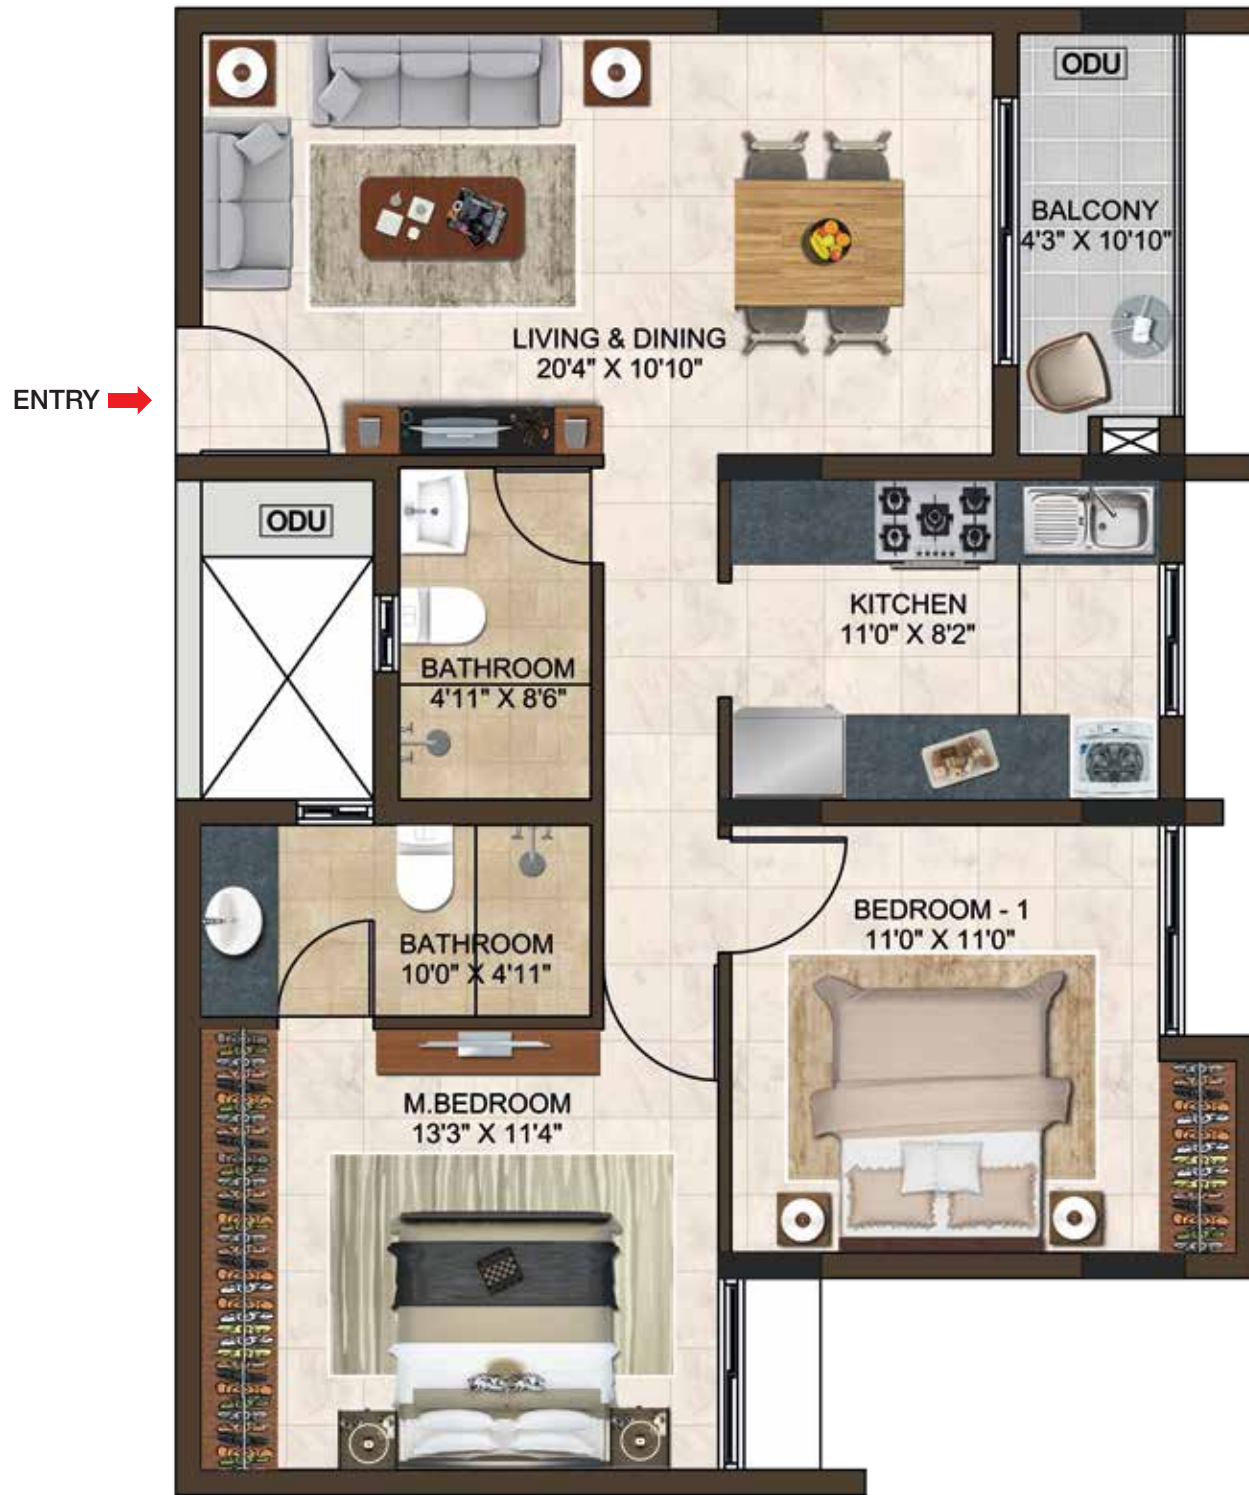 ODU
BALCONY
4'3" X 10'10"
LIVING & DINING
20'4" X 10'10"
ENTRY
ODU
KITCHEN
11'0" X 8'2"
BATHROOM
4'11" X 8'6"
BEDROOM - 1
11'0" X 11'0"
BATHROOM
10'0" X 4'11"
M.BEDROOM
13'3" X 11'4"